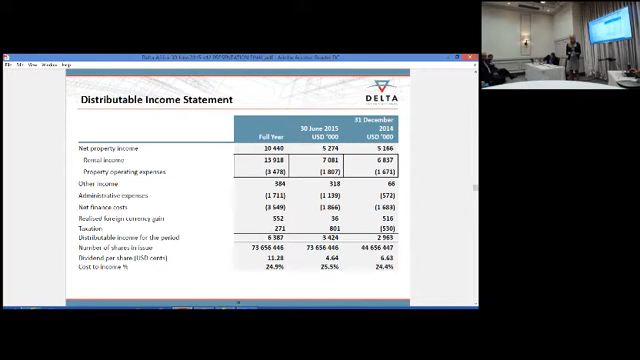 Distributable Income Statement
DELTA
Full Year
30 June 2015
USD '000
31 December
2014
USD '000
Net property income 10 440 5 274 5 166
Rental income 13 918 7 081 6 837
Property operating expenses (3 478) (1 807) (1 671)
Other income 384 318 66
Administrative expenses (1 711) (1 139) (572)
Net finance costs (3 549) (1 866) (1 683)
Realised foreign currency gain 552 36 516
Taxation 271 801 (530)
Distributable income for the period 6 387 3 424 2 963
Number of shares in issue 73 656 446 73 656 446 44 656 447
Dividend per share (USD cents) 11.28 4.64 6.63
Cost to income % 24.9% 25.5% 24.4%